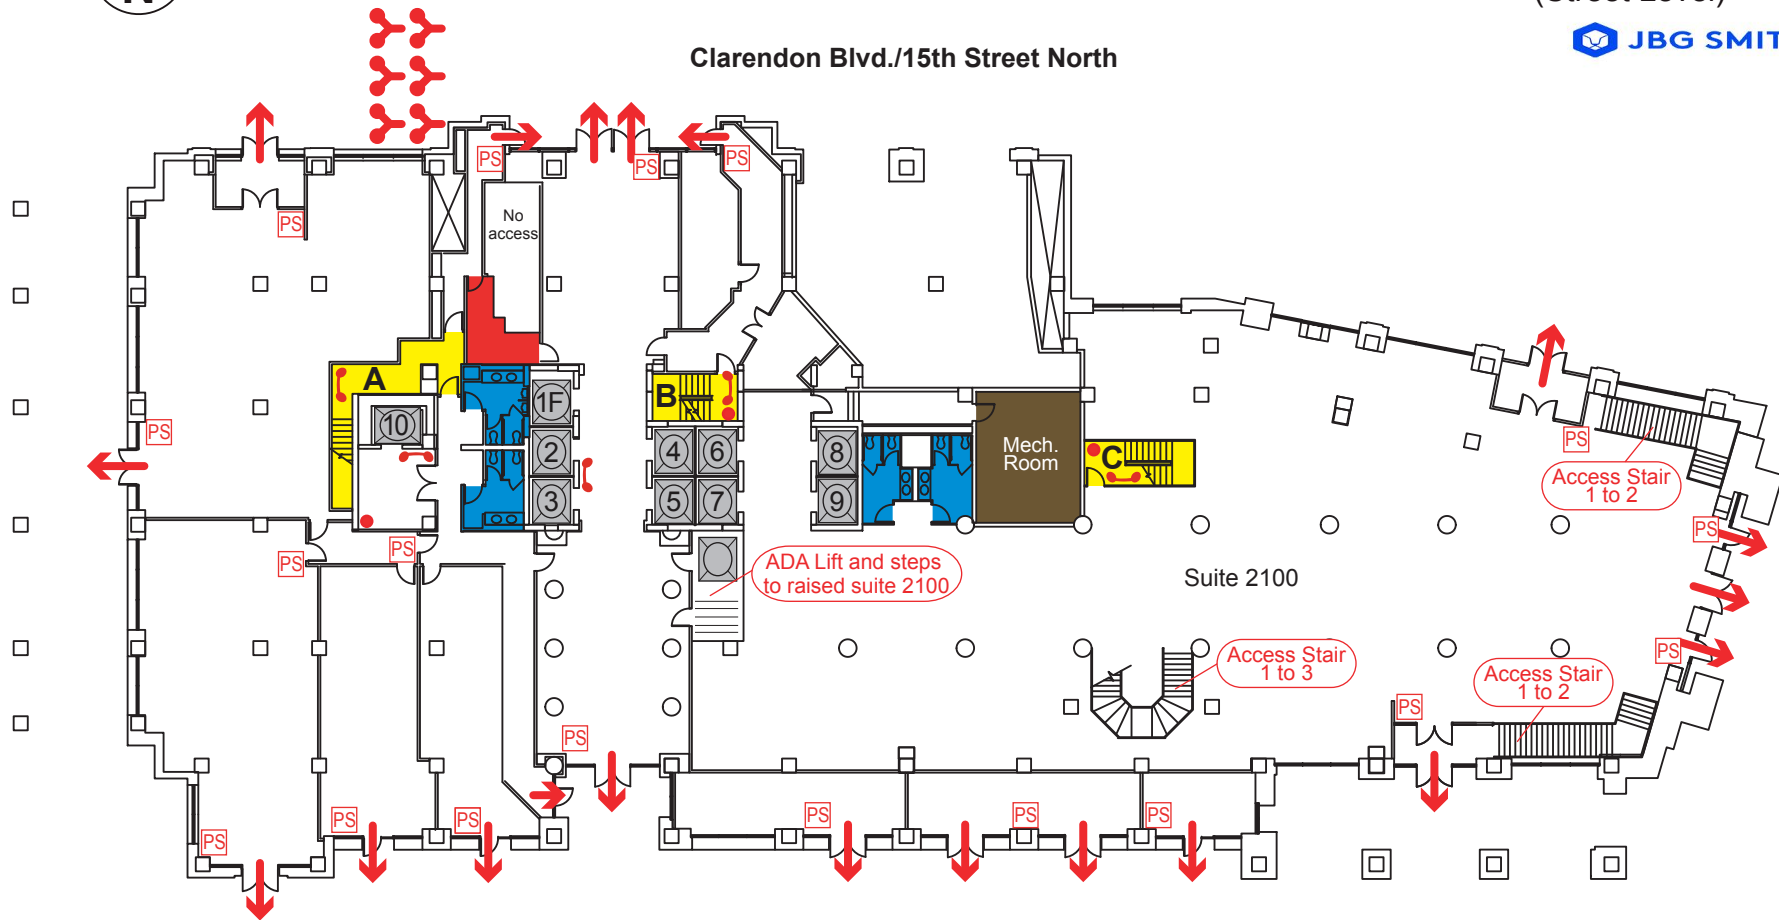 N
(Street Level)
JBG SMIT
Clarendon Blvd./15th Street North
PS
PS
PS
PS
No
access
A
B
1F
10
2
3
4
6
5
7
8
9
Mech.
Room
C
PS
PS
Access Stair
1 to 2
PS
PS
PS
ADA Lift and steps
to raised suite 2100
Suite 2100
Access Stair
1 to 3
PS
Access Stair
1 to 2
PS
PS
PS
PS
PS
PS
PS
PS